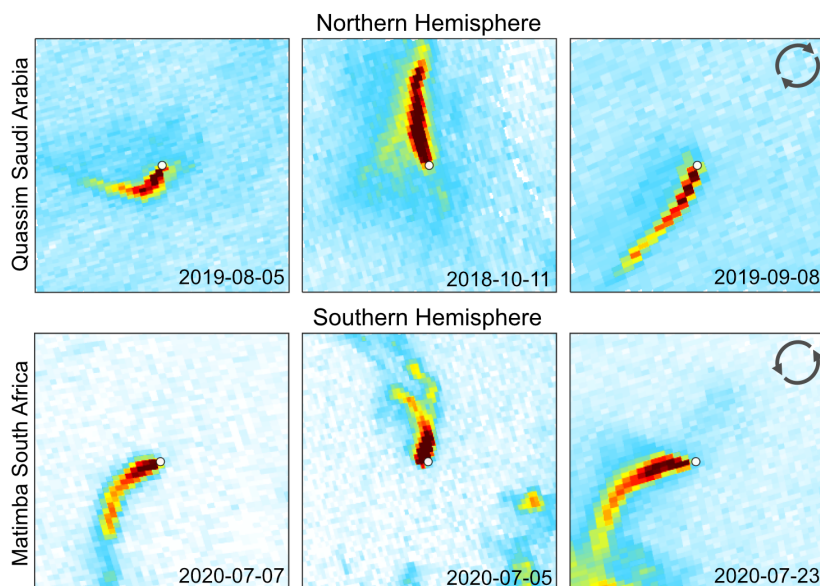 Northern Hemisphere
Quassim Saudi Arabia
2019-08-05
2018-10-11
2019-09-08
Southern Hemisphere
Matimba South Africa
2020-07-07
2020-07-05
2020-07-23